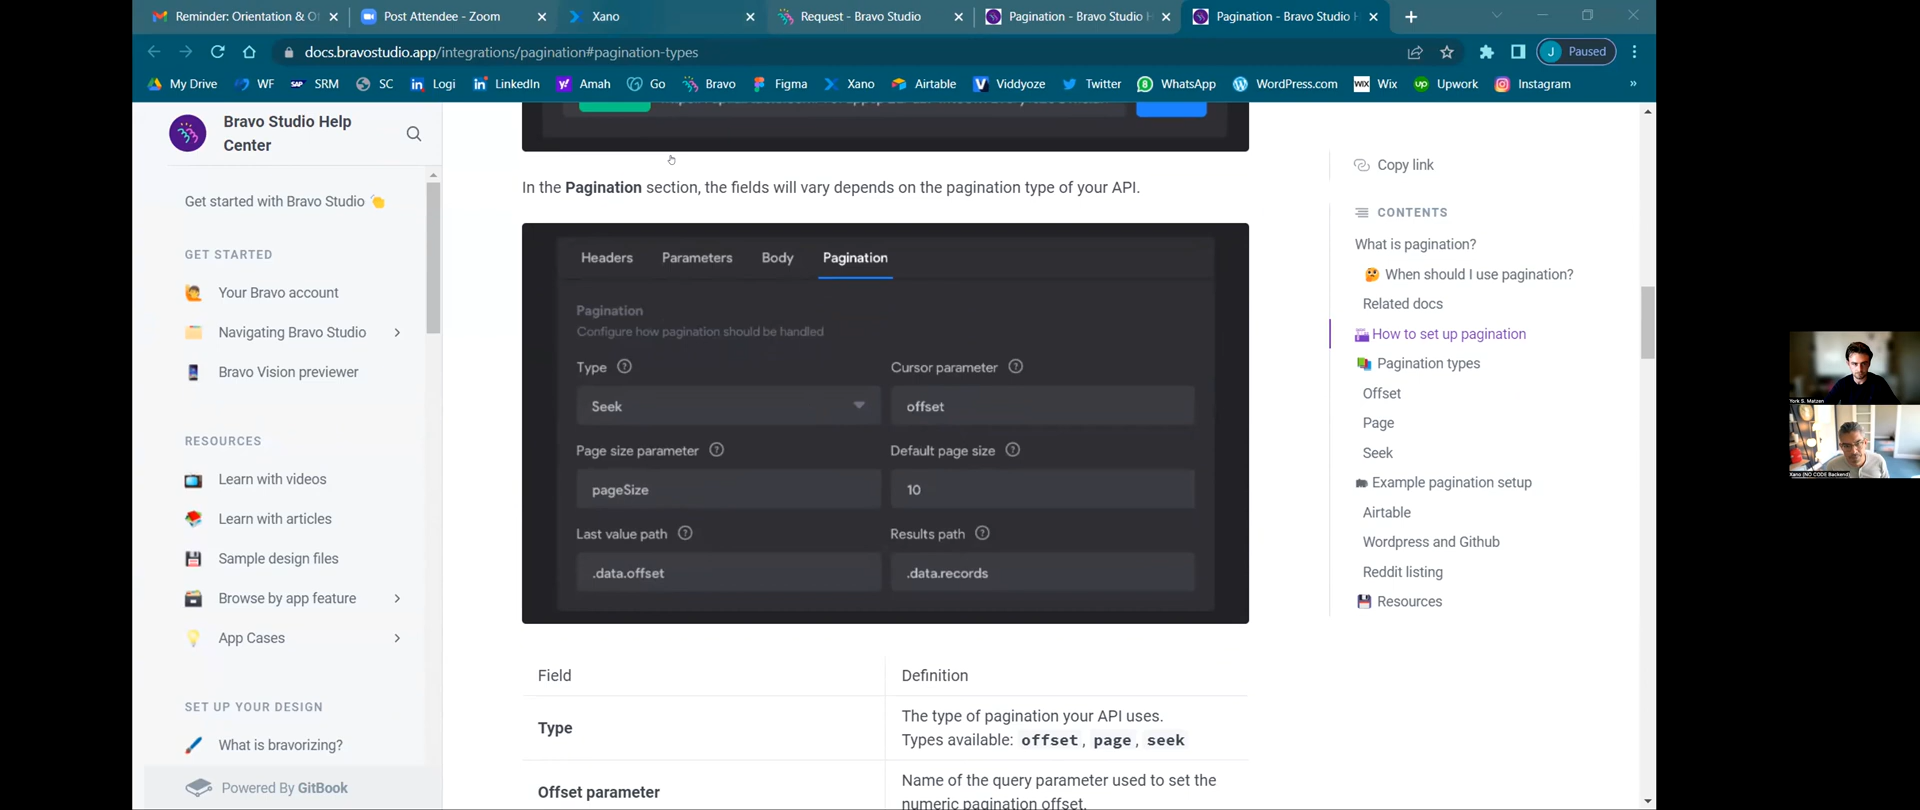 Reminder: Orientation & O
Post Attendee - Zoom
Xano
Request - Bravo Studio
Pagination - Bravo Studio H
Pagination - Bravo Studio H
docs.bravostudio.app/integrations/pagination#pagination-types
J Paused
My Drive
WF
SRM
SC
Logi
LinkedIn
Amah
Go
Bravo
Figma
Xano
Airtable
Viddyoze
Twitter
WhatsApp
WordPress.com
Wix
Upwork
Instagram
»
Bravo Studio Help
Center
Get started with Bravo Studio
GET STARTED
Your Bravo account
Navigating Bravo Studio
Bravo Vision previewer
RESOURCES
Learn with videos
Learn with articles
Sample design files
Browse by app feature
App Cases
SET UP YOUR DESIGN
What is bravorizing?
Powered By GitBook
In the Pagination section, the fields will vary depends on the pagination type of your API.
Headers Parameters Body Pagination
Pagination
Configure how pagination should be handled
Type Cursor parameter
Seek offset
Page size parameter Default page size
pageSize 10
Last value path Results path
.data.offset .data.records
Field Definition
Type The type of pagination your API uses.
Types available: offset, page, seek
Offset parameter Name of the query parameter used to set the
numeric pagination offset.
Copy link
CONTENTS
What is pagination?
When should I use pagination?
Related docs
How to set up pagination
Pagination types
Offset
Page
Seek
Example pagination setup
Airtable
Wordpress and Github
Reddit listing
Resources
York S. Matzen
Xano (NO CODE Backend)